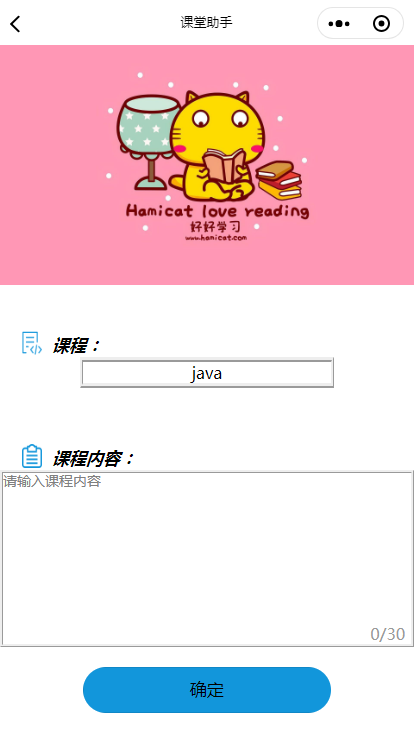 课堂助手
Hamicat love reading
好好学习
www.hamicat.com
课程：
java
课程内容：
请输入课程内容
0/30
确定